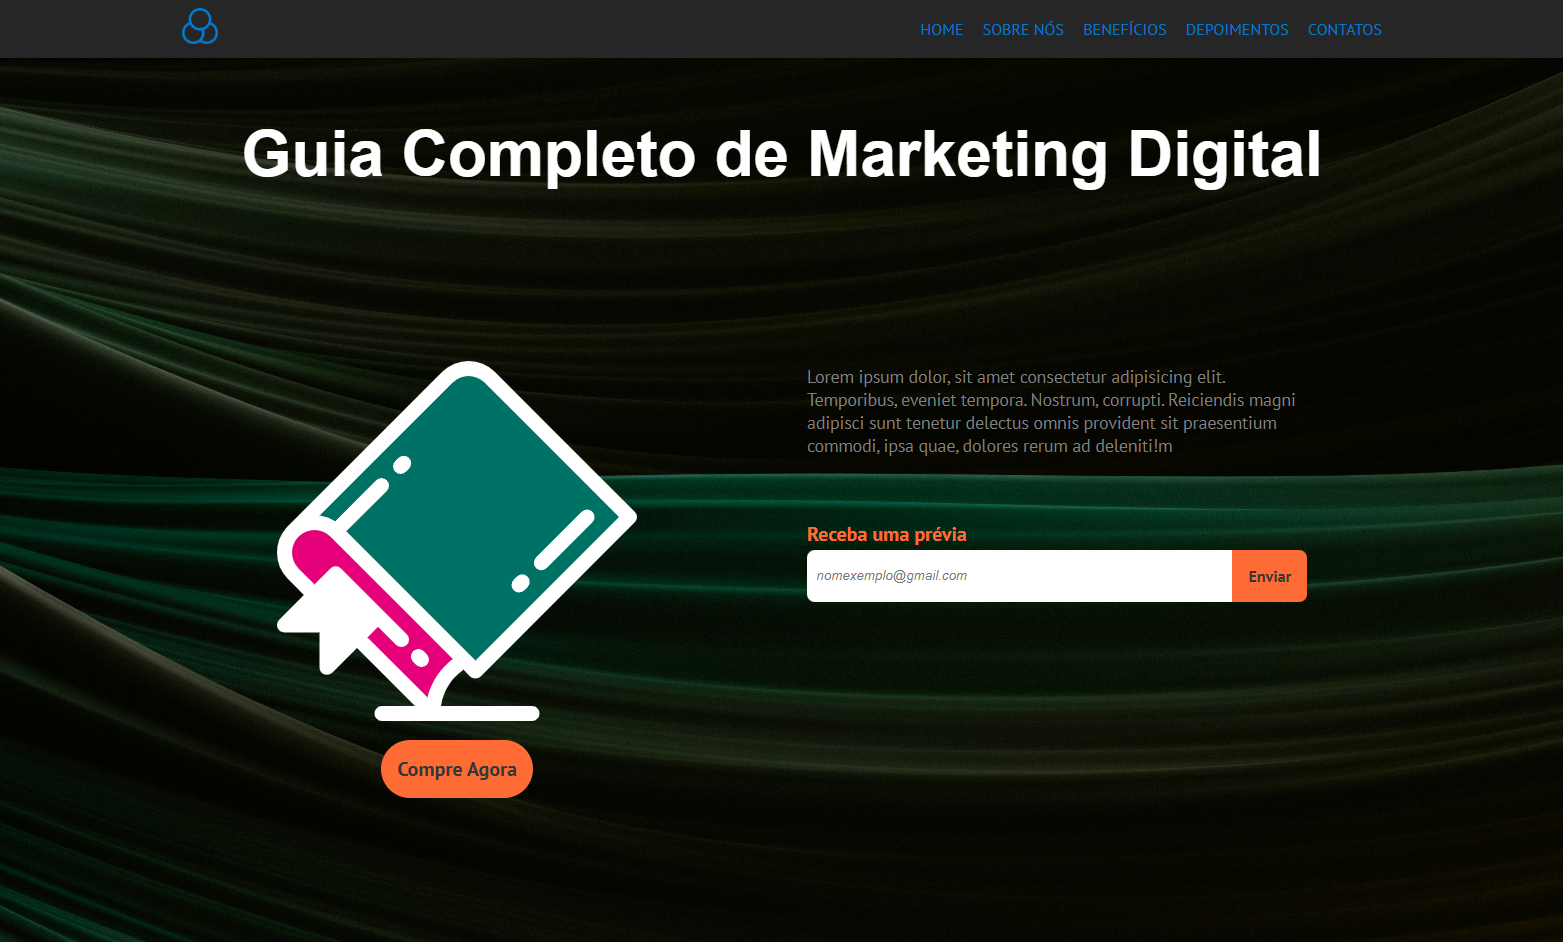 HOME SOBRE NÓS BENEFÍCIOS DEPOIMENTOS CONTATOS
Guia Completo de Marketing Digital
Lorem ipsum dolor, sit amet consectetur adipisicing elit.
Temporibus, eveniet tempora. Nostrum, corrupti. Reiciendis magni
adipisci sunt tenetur delectus omnis provident sit praesentium
commodi, ipsa quae, dolores rerum ad deleniti!m
Receba uma prévia
nomexemplo@gmail.com Enviar
Compre Agora